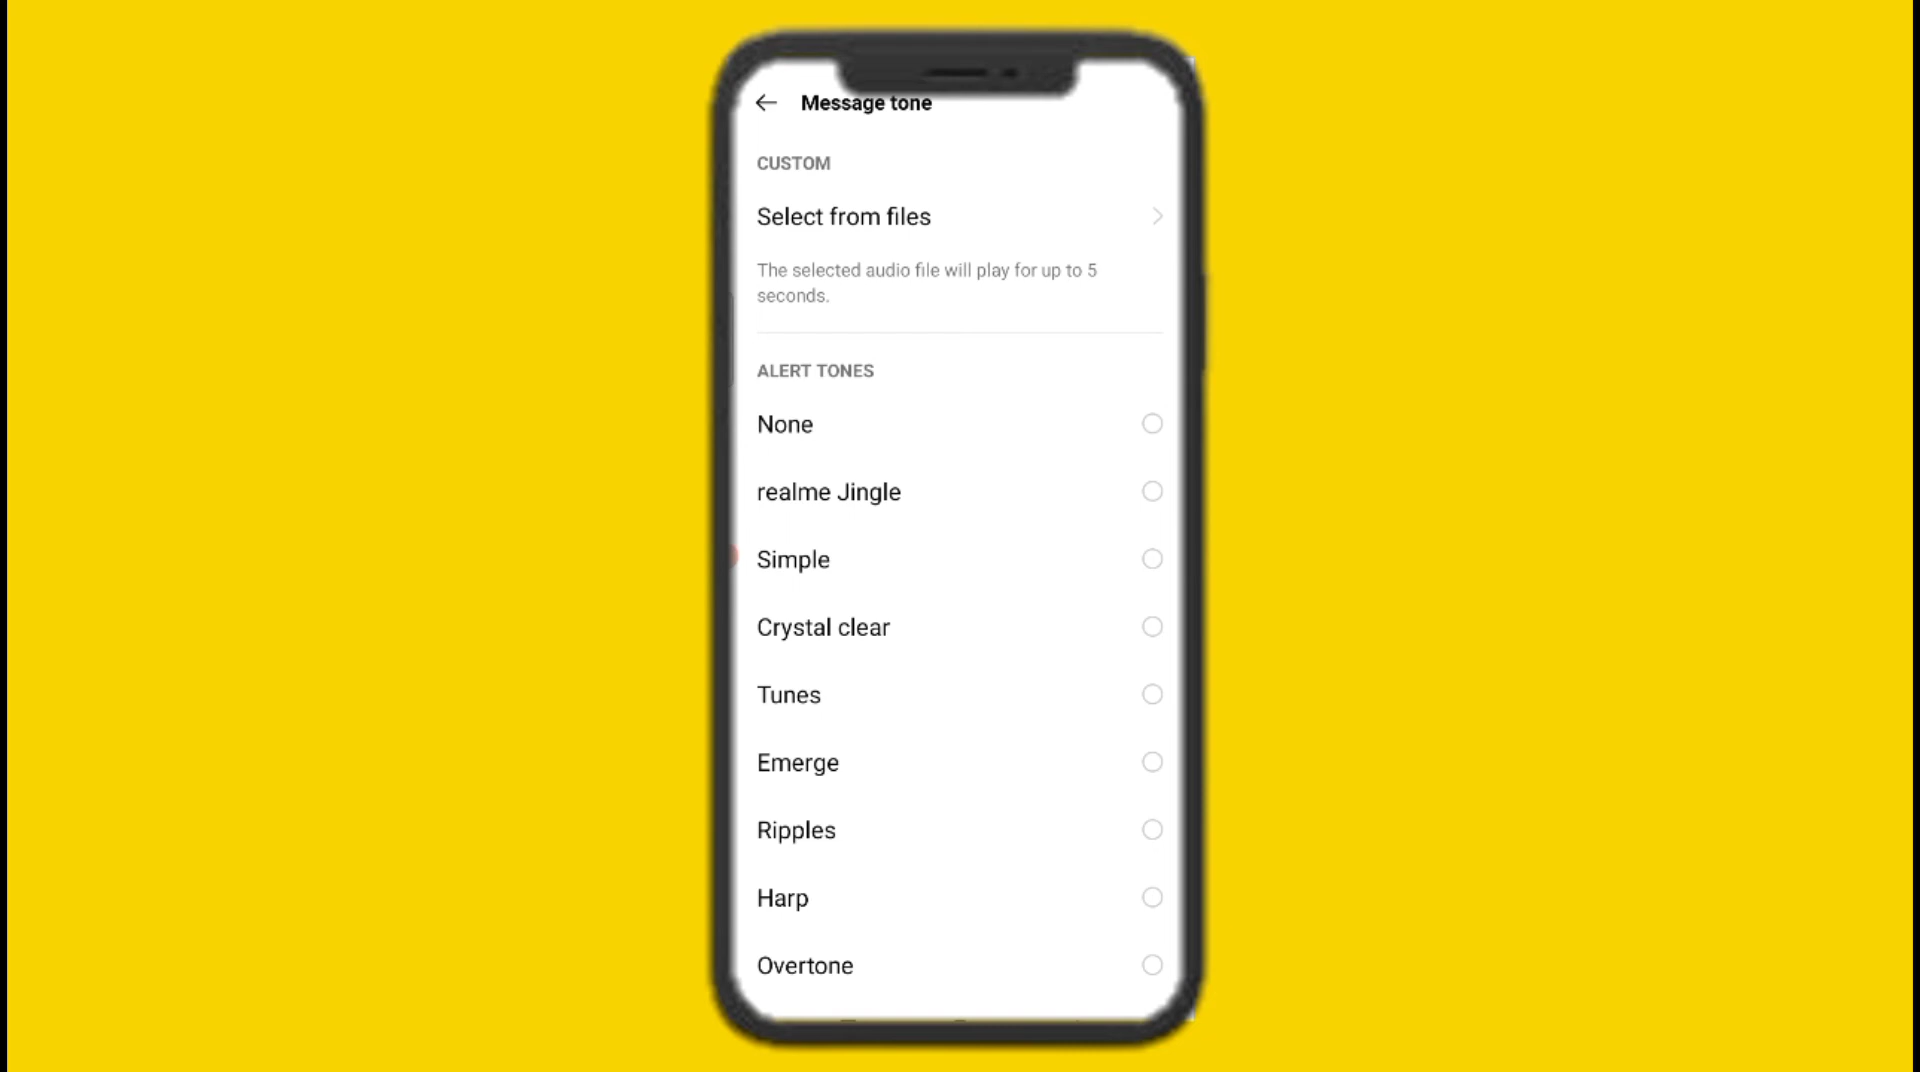 Message tone
CUSTOM
Select from files
The selected audio file will play for up to 5
seconds.
ALERT TONES
None
realme Jingle
Simple
Crystal clear
Tunes
Emerge
Ripples
Harp
Overtone